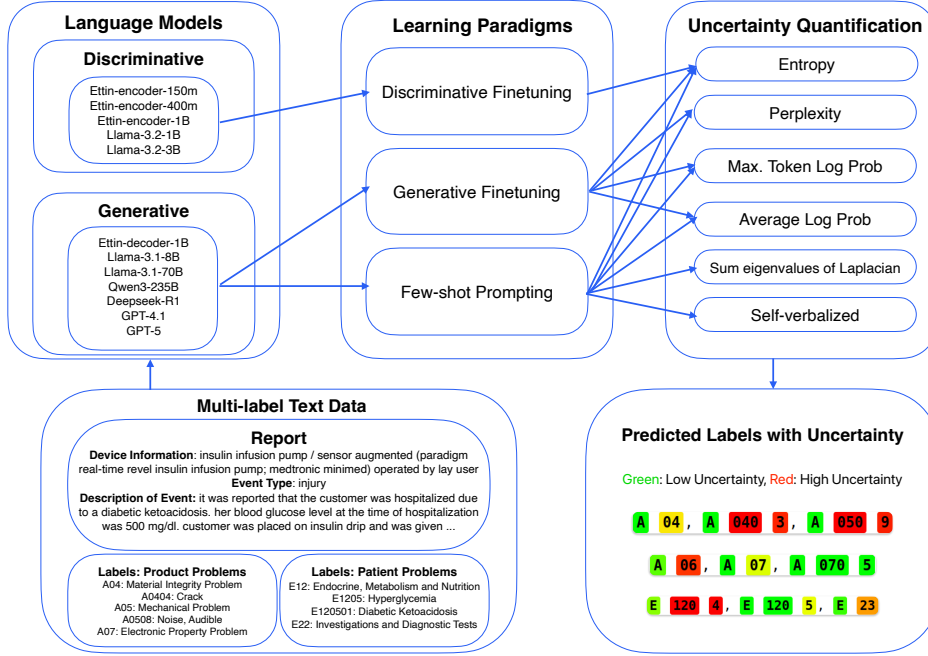 Language Models
Discriminative
Ettin-encoder-150m
Ettin-encoder-400m
Ettin-encoder-1B
Llama-3.2-1B
Llama-3.2-3B
Generative
Ettin-decoder-1B
Llama-3.1-8B
Llama-3.1-70B
Qwen3-235B
Deepseek-R1
GPT-4.1
GPT-5
Learning Paradigms
Discriminative Finetuning
Generative Finetuning
Few-shot Prompting
Uncertainty Quantification
Entropy
Perplexity
Max. Token Log Prob
Average Log Prob
Sum eigenvalues of Laplacian
Self-verbalized
Multi-label Text Data
Report
Device Information: insulin infusion pump / sensor augmented (paradigm
real-time revel insulin infusion pump; medtronic minimed) operated by lay user
Event Type: injury
Description of Event: it was reported that the customer was hospitalized due
to a diabetic ketoacidosis. her blood glucose level at the time of hospitalization
was 500 mg/dl. customer was placed on insulin drip and was given ...
Labels: Product Problems
A04: Material Integrity Problem
A0404: Crack
A05: Mechanical Problem
A0508: Noise, Audible
A07: Electronic Property Problem
Labels: Patient Problems
E12: Endocrine, Metabolism and Nutrition
E1205: Hyperglycemia
E120501: Diabetic Ketoacidosis
E22: Investigations and Diagnostic Tests
Predicted Labels with Uncertainty
Green: Low Uncertainty, Red: High Uncertainty
A 04, A 040 3, A 050 9
A 06, A 07, A 070 5
E 120 4, E 120 5, E 23